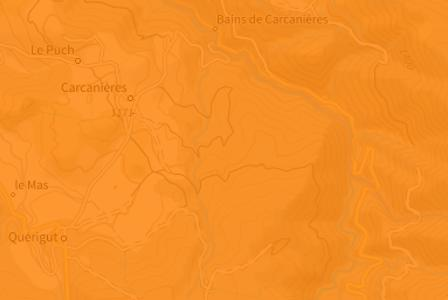 Bains de Carcanières
Le Puch
Carcanières
le Mas
Quérigut